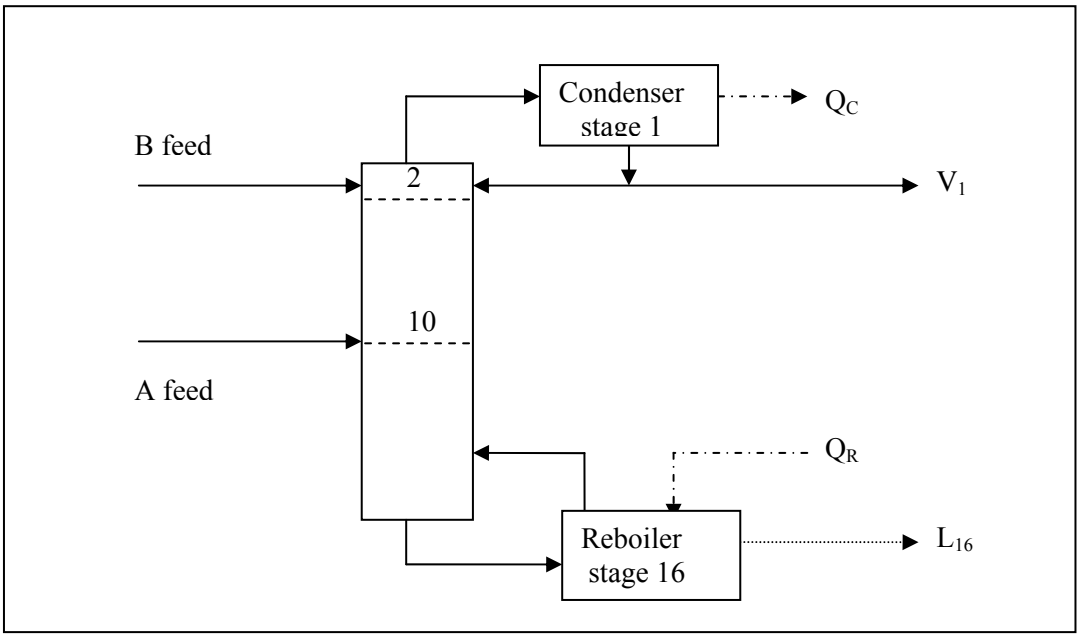 Condenser
stage 1
Q_C
B feed
2
V_1
10
A feed
Q_R
Reboiler
stage 16
L_16